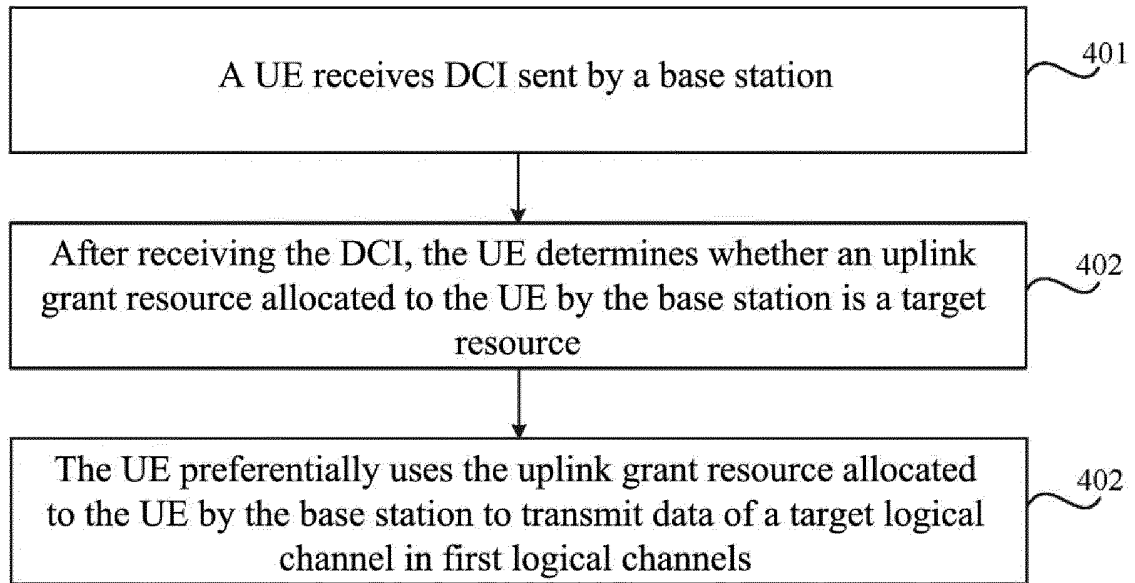 A UE receives DCI sent by a base station
401
After receiving the DCI, the UE determines whether an uplink
grant resource allocated to the UE by the base station is a target
resource
402
The UE preferentially uses the uplink grant resource allocated
to the UE by the base station to transmit data of a target logical
channel in first logical channels
402